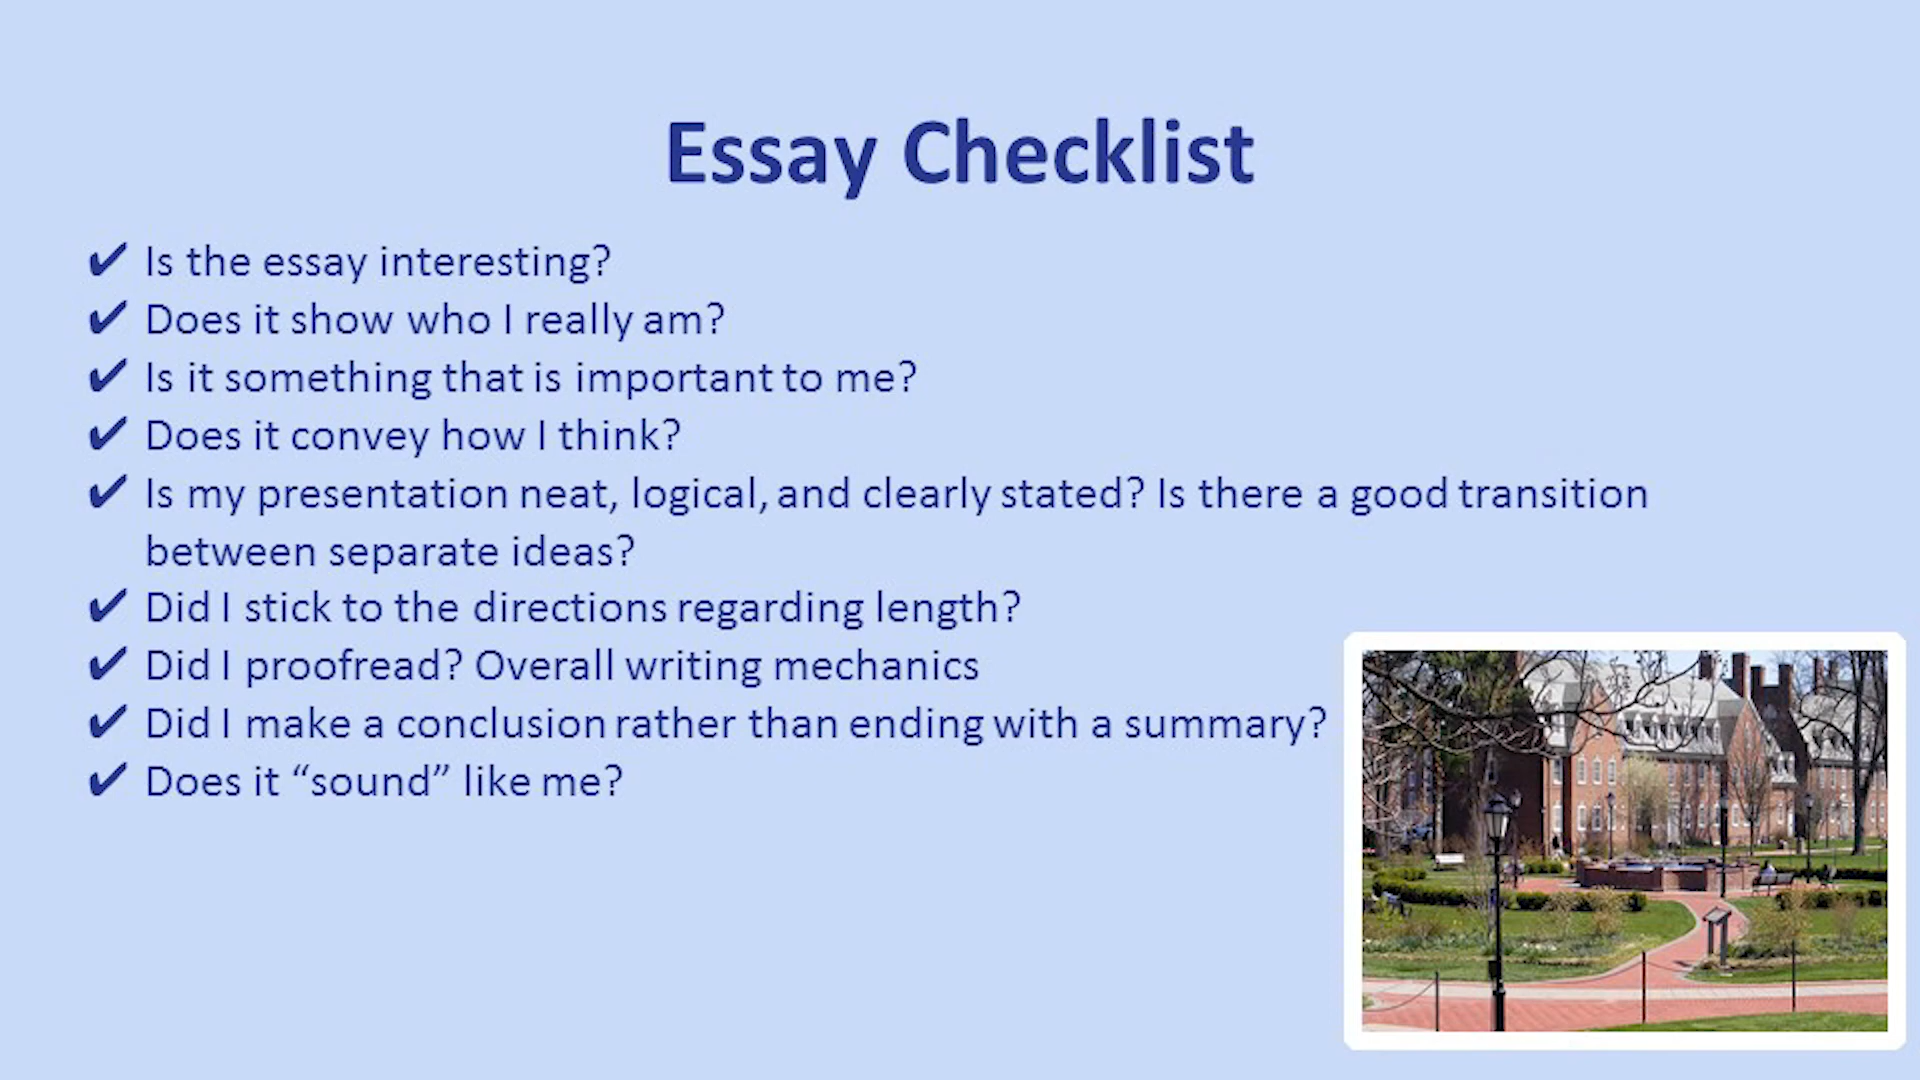 Essay Checklist
✔ Is the essay interesting?
✔ Does it show who I really am?
✔ Is it something that is important to me?
✔ Does it convey how I think?
✔ Is my presentation neat, logical, and clearly stated? Is there a good transition
between separate ideas?
✔ Did I stick to the directions regarding length?
✔ Did I proofread? Overall writing mechanics
✔ Did I make a conclusion rather than ending with a summary?
✔ Does it “sound” like me?